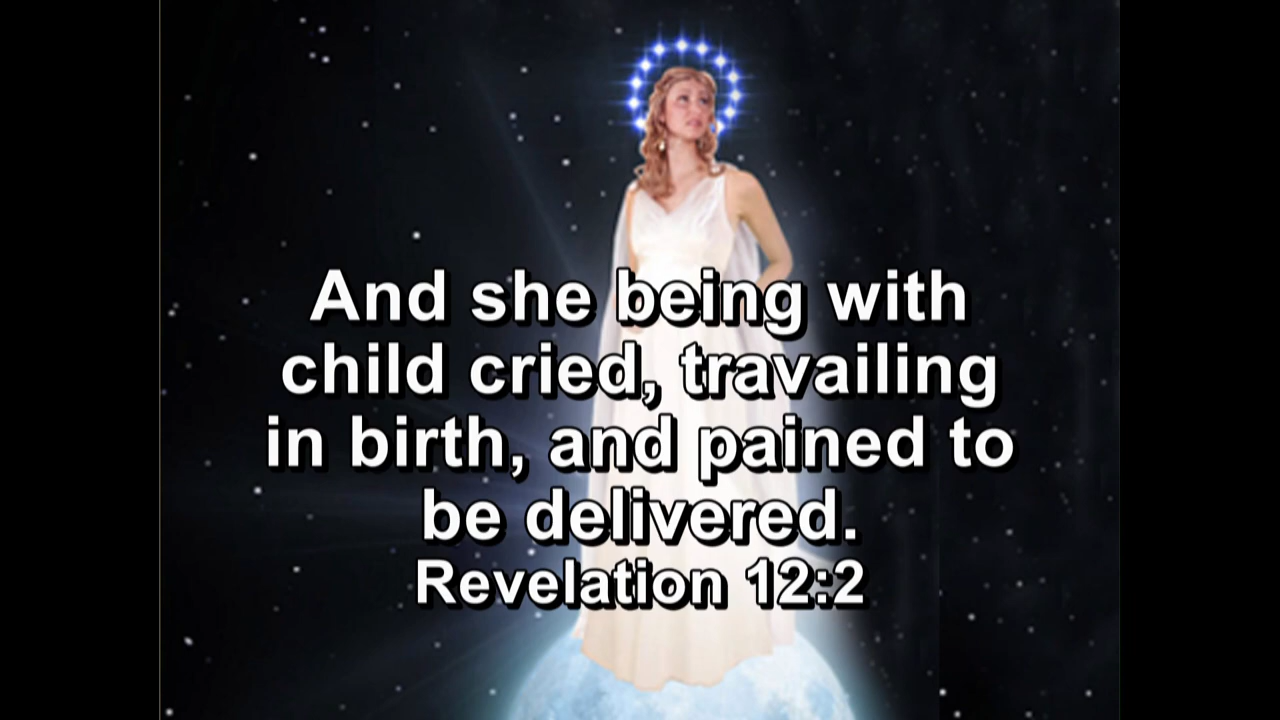 And she being with
child cried, travailing
in birth, and pained to
be delivered.
Revelation 12:2